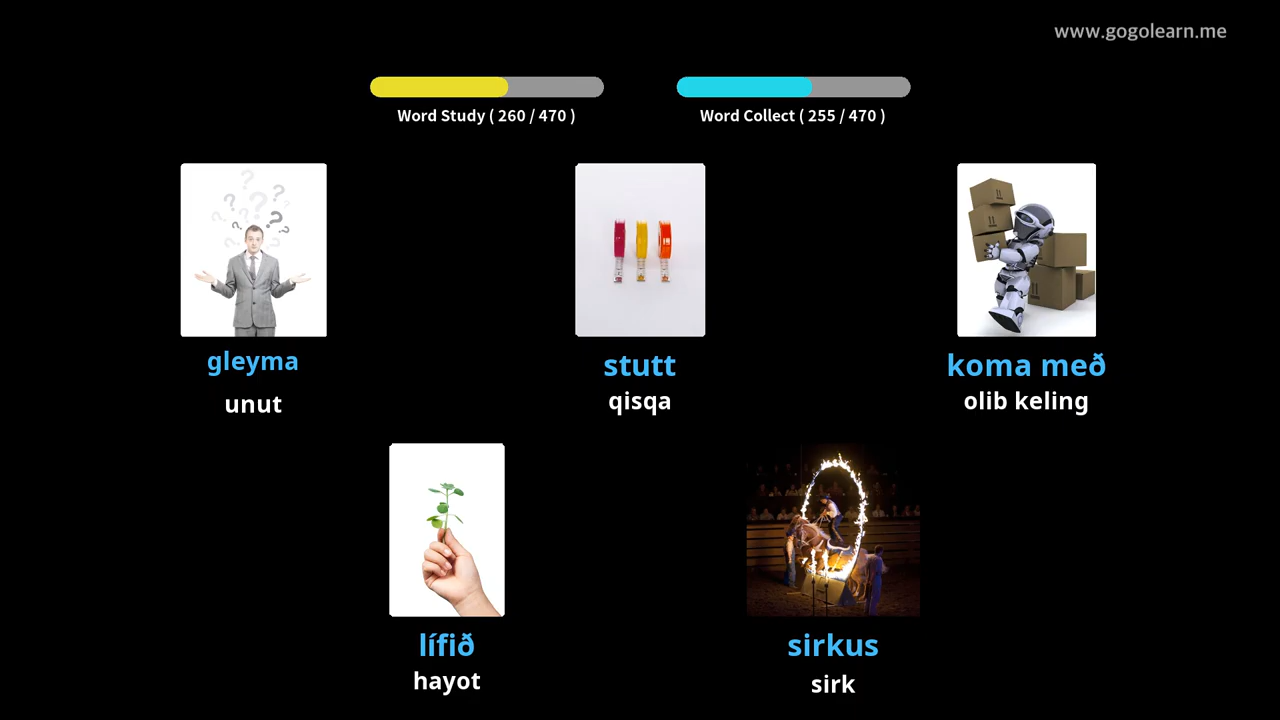 www.gogolearn.me
Word Study ( 260 / 470 )
Word Collect ( 255 / 470 )
gleyma
unut
stutt
qisqa
koma með
olib keling
lífið
hayot
sirkus
sirk